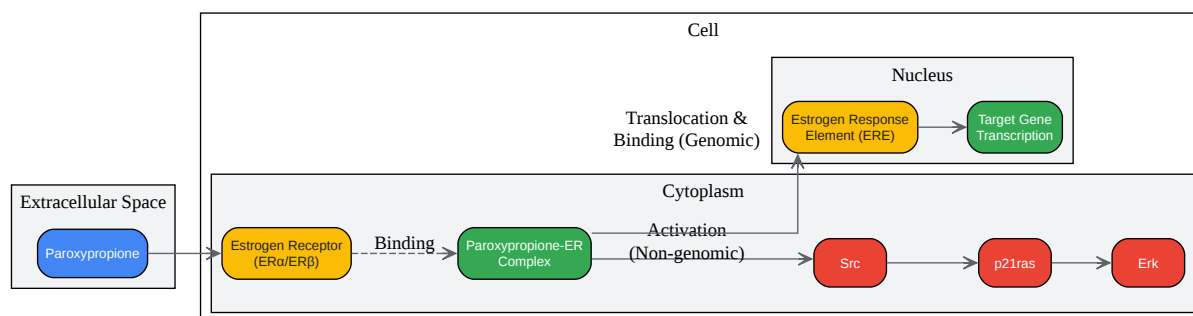 Cell
Nucleus
Estrogen Response
Element (ERE)
Target Gene
Transcription
Translocation &
Binding (Genomic)
Extracellular Space
Paroxypropione
Cytoplasm
Estrogen Receptor
(ERα/ERβ)
Binding
Paroxypropione-ER
Complex
Activation
(Non-genomic)
Src
p21ras
Erk